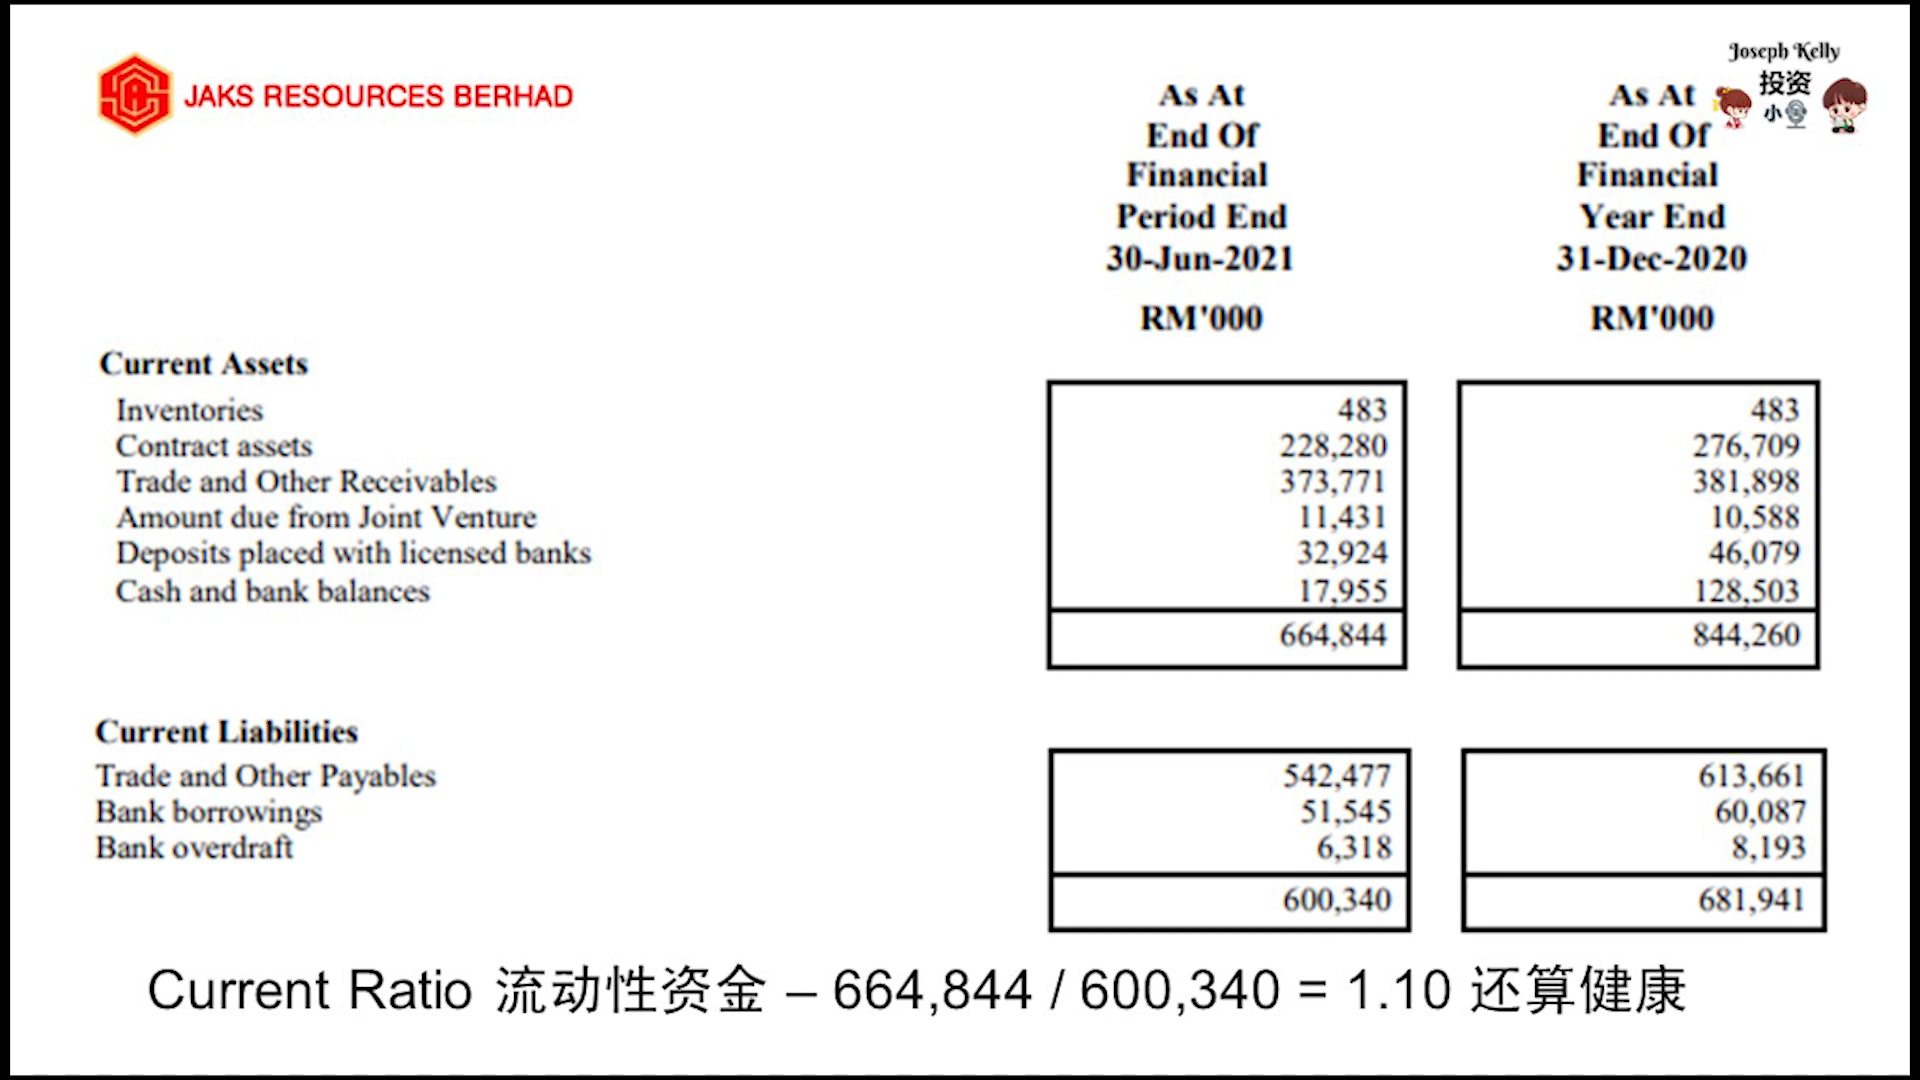 JAKS RESOURCES BERHAD
Joseph Kelly
投资
小
As At
End Of
Financial
Period End
30-Jun-2021
RM'000
As At
End Of
Financial
Year End
31-Dec-2020
RM'000
Current Assets
Inventories 483 483
Contract assets 228,280 276,709
Trade and Other Receivables 373,771 381,898
Amount due from Joint Venture 11,431 10,588
Deposits placed with licensed banks 32,924 46,079
Cash and bank balances 17,955 128,503
664,844 844,260
Current Liabilities
Trade and Other Payables 542,477 613,661
Bank borrowings 51,545 60,087
Bank overdraft 6,318 8,193
600,340 681,941
Current Ratio 流动性资金 – 664,844 / 600,340 = 1.10 还算健康